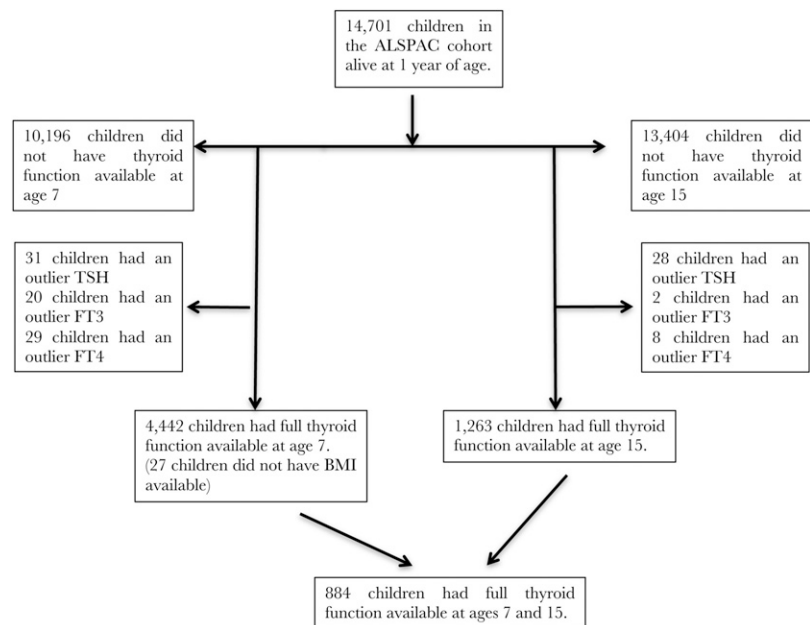 14,701 children in
the ALSPAC cohort
alive at 1 year of age.
10,196 children did
not have thyroid
function available at
age 7
13,404 children did
not have thyroid
function available at
age 15
31 children had an
outlier TSH
20 children had an
outlier FT3
29 children had an
outlier FT4
28 children had an
outlier TSH
2 children had an
outlier FT3
8 children had an
outlier FT4
4,442 children had full thyroid
function available at age 7.
(27 children did not have BMI
available)
1,263 children had full thyroid
function available at age 15.
884 children had full thyroid
function available at ages 7 and 15.